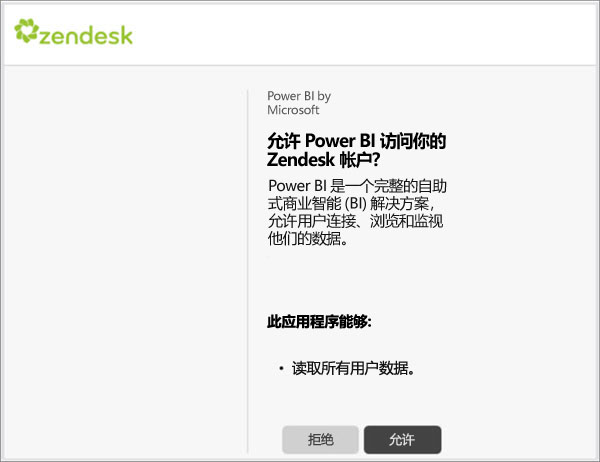 zendesk
Power BI by
Microsoft
允许 Power BI 访问你的
Zendesk 帐户?
Power BI 是一个完整的自助
式商业智能 (BI) 解决方案，
允许用户连接、浏览和监视
他们的数据。
此应用程序能够:
• 读取所有用户数据。
拒绝
允许